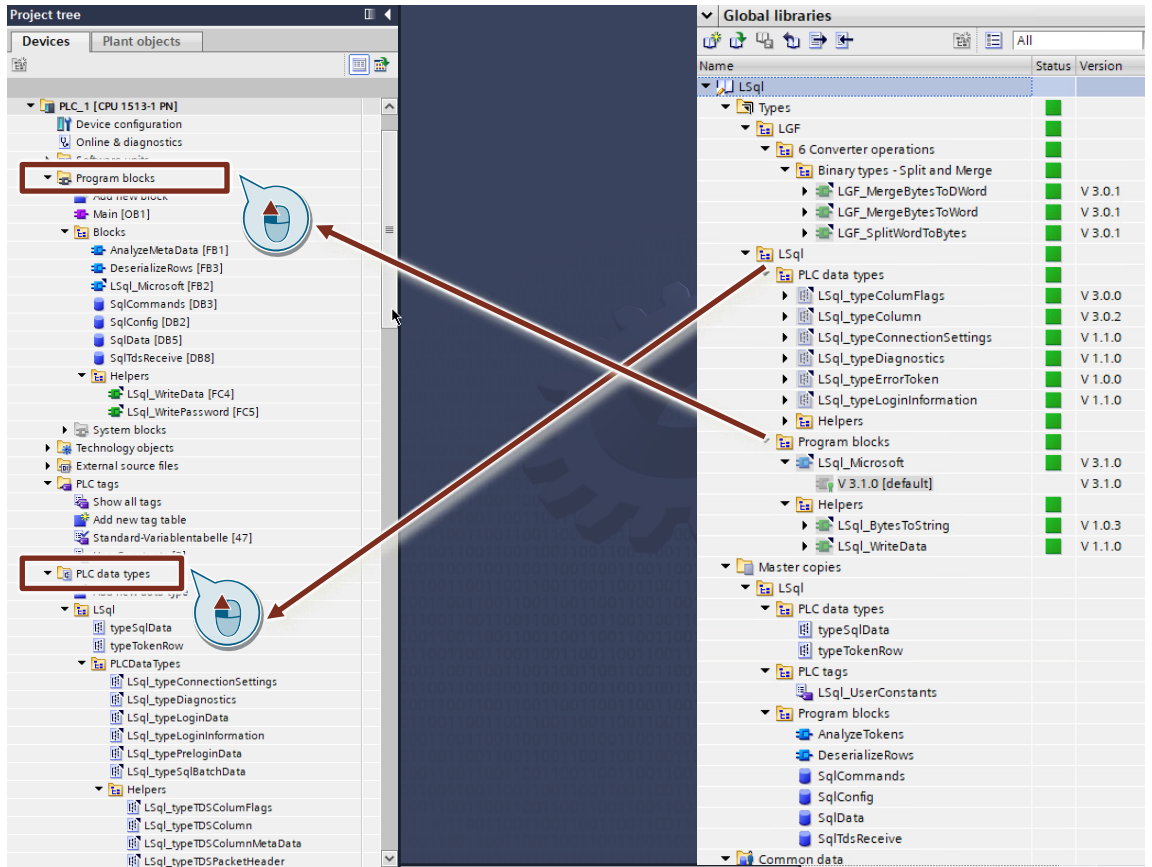 Project tree
Devices
Plant objects
PLC_1 [CPU 1513-1 PN]
Device configuration
Online & diagnostics
Program blocks
Add new block
Main [OB1]
Blocks
AnalyzeMetaData [FB1]
DeserializeRows [FB3]
LSql_Microsoft [FB2]
SqlCommands [DB3]
SqlConfig [DB2]
SqlData [DB5]
SqlTdsReceive [DB8]
Helpers
LSql_WriteData [FC4]
LSql_WritePassword [FC5]
System blocks
Technology objects
External source files
PLC tags
Show all tags
Add new tag table
Standard-Variablentabelle [47]
PLC data types
Add new data type
LSql
typeSqlData
typeTokenRow
PLCDataTypes
LSql_typeConnectionSettings
LSql_typeDiagnostics
LSql_typeLoginData
LSql_typeLoginInformation
LSql_typePreloginData
LSql_typeSqlBatchData
Helpers
LSql_typeTDSColumFlags
LSql_typeTDSColumn
LSql_typeTDSColumnMetaData
LSql_typeTDSPacketHeader
Global libraries
All
Name Status Version
LSql
Types
LGF
6 Converter operations
Binary types - Split and Merge
LGF_MergeBytesToDWord V 3.0.1
LGF_MergeBytesToWord V 3.0.1
LGF_SplitWordToBytes V 3.0.1
LSql
PLC data types
LSql_typeColumFlags V 3.0.0
LSql_typeColumn V 3.0.2
LSql_typeConnectionSettings V 1.1.0
LSql_typeDiagnostics V 1.1.0
LSql_typeErrorToken V 1.0.0
LSql_typeLoginInformation V 1.1.0
Helpers
Program blocks
LSql_Microsoft V 3.1.0
V 3.1.0 [default] V 3.1.0
Helpers
LSql_BytesToString V 1.0.3
LSql_WriteData V 1.1.0
Master copies
LSql
PLC data types
typeSqlData
typeTokenRow
PLC tags
LSql_UserConstants
Program blocks
AnalyzeTokens
DeserializeRows
SqlCommands
SqlConfig
SqlData
SqlTdsReceive
Common data